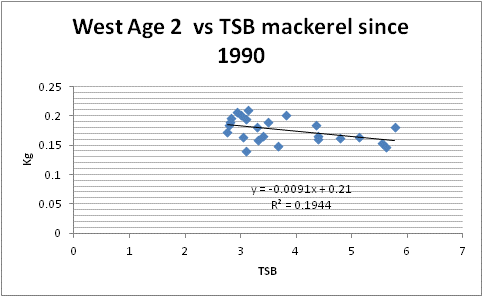 West Age 2 vs TSB mackerel since
1990
0.25
0.2
0.15
0.1
0.05
0
Kg
y = -0.0091x + 0.21
R² = 0.1944
0 1 2 3 4 5 6 7
TSB